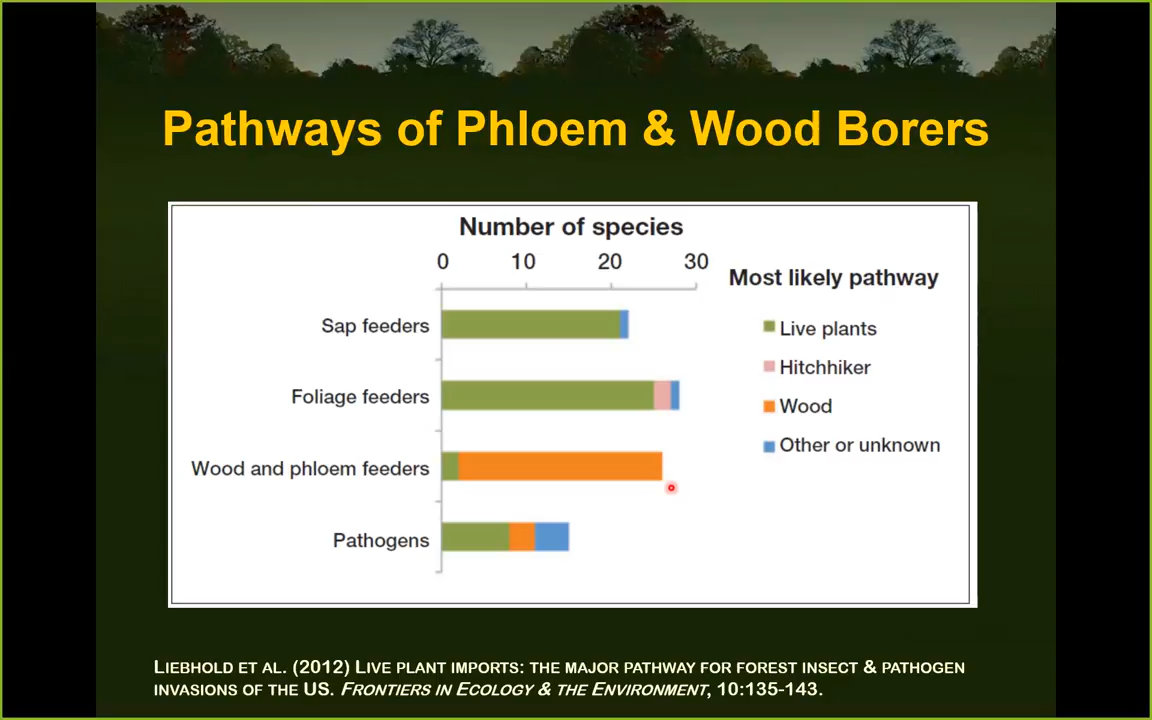 Pathways of Phloem & Wood Borers
Number of species
0 10 20 30
Most likely pathway
Sap feeders
Live plants
Hitchhiker
Foliage feeders
Wood
Other or unknown
Wood and phloem feeders
Pathogens
LIEBHOLD ET AL. (2012) LIVE PLANT IMPORTS: THE MAJOR PATHWAY FOR FOREST INSECT & PATHOGEN
INVASIONS OF THE US. FRONTIERS IN ECOLOGY & THE ENVIRONMENT, 10:135-143.